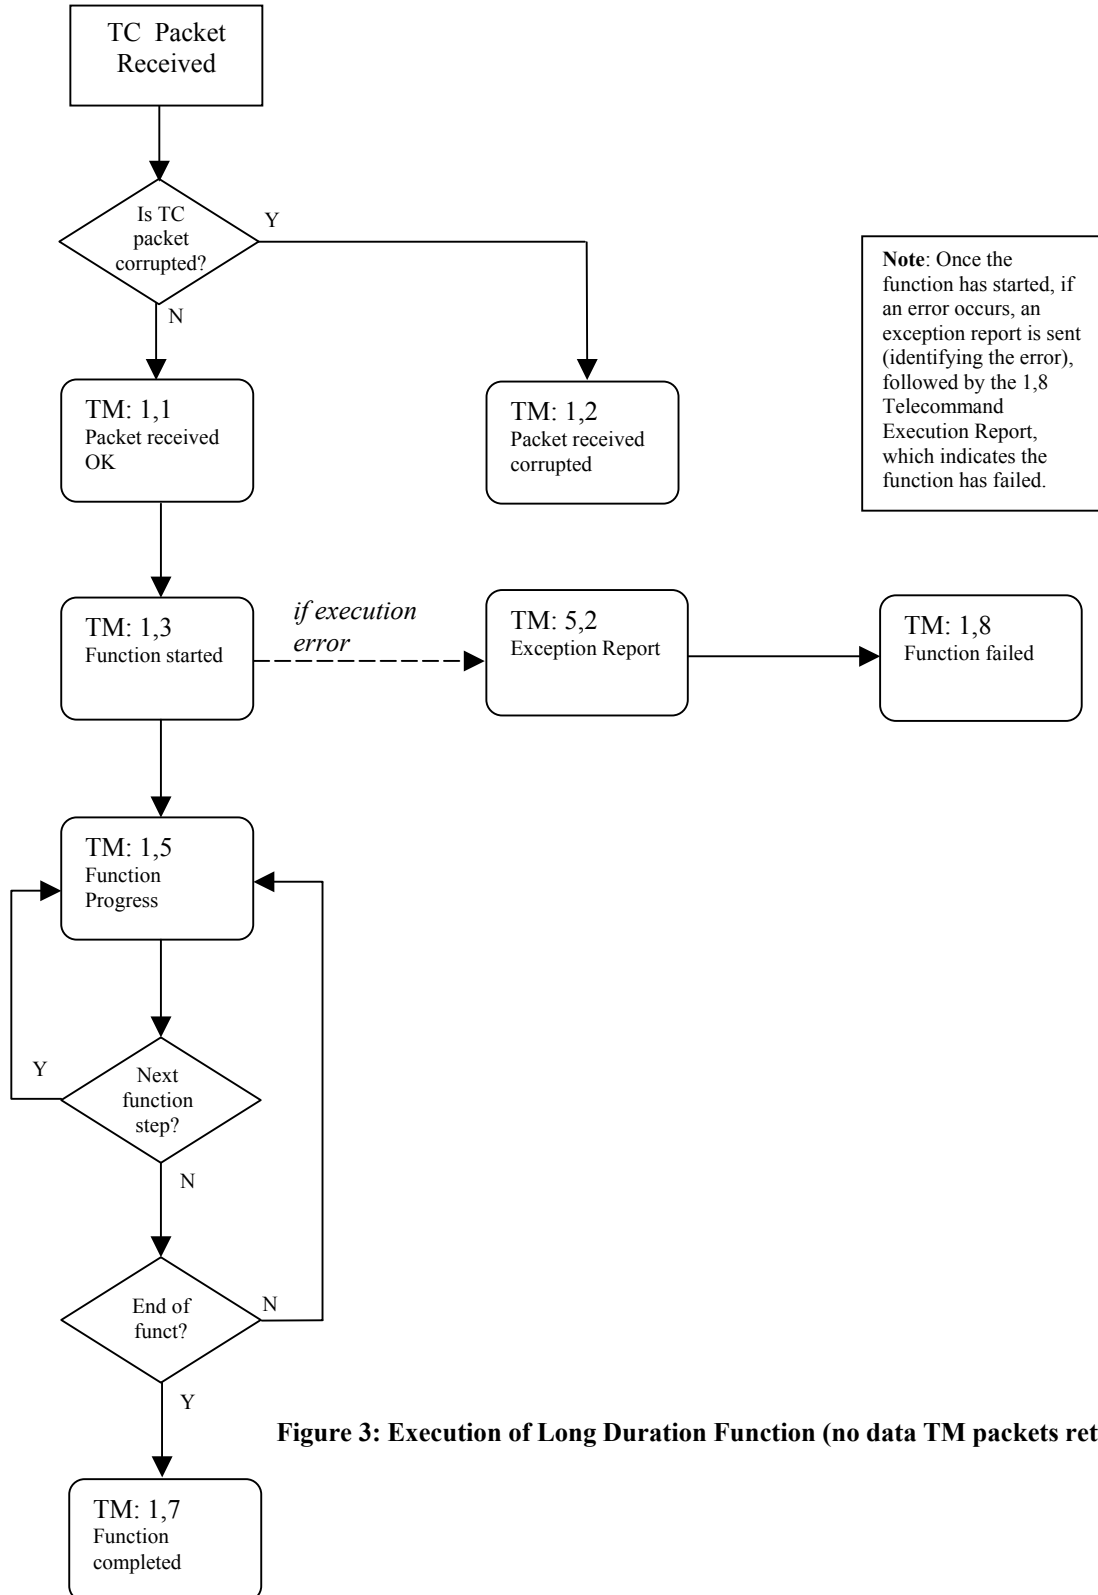 TC Packet
Received
Is TC
packet
corrupted?
Y
N
Note: Once the
function has started, if
an error occurs, an
exception report is sent
(identifying the error),
followed by the 1,8
Telecommand
Execution Report,
which indicates the
function has failed.
TM: 1,1
Packet received
OK
TM: 1,2
Packet received
corrupted
TM: 1,3
Function started
if execution
error
TM: 5,2
Exception Report
TM: 1,8
Function failed
TM: 1,5
Function
Progress
Y
Next
function
step?
N
End of
funct?
N
Y
Figure 3: Execution of Long Duration Function (no data TM packets ret
TM: 1,7
Function
completed